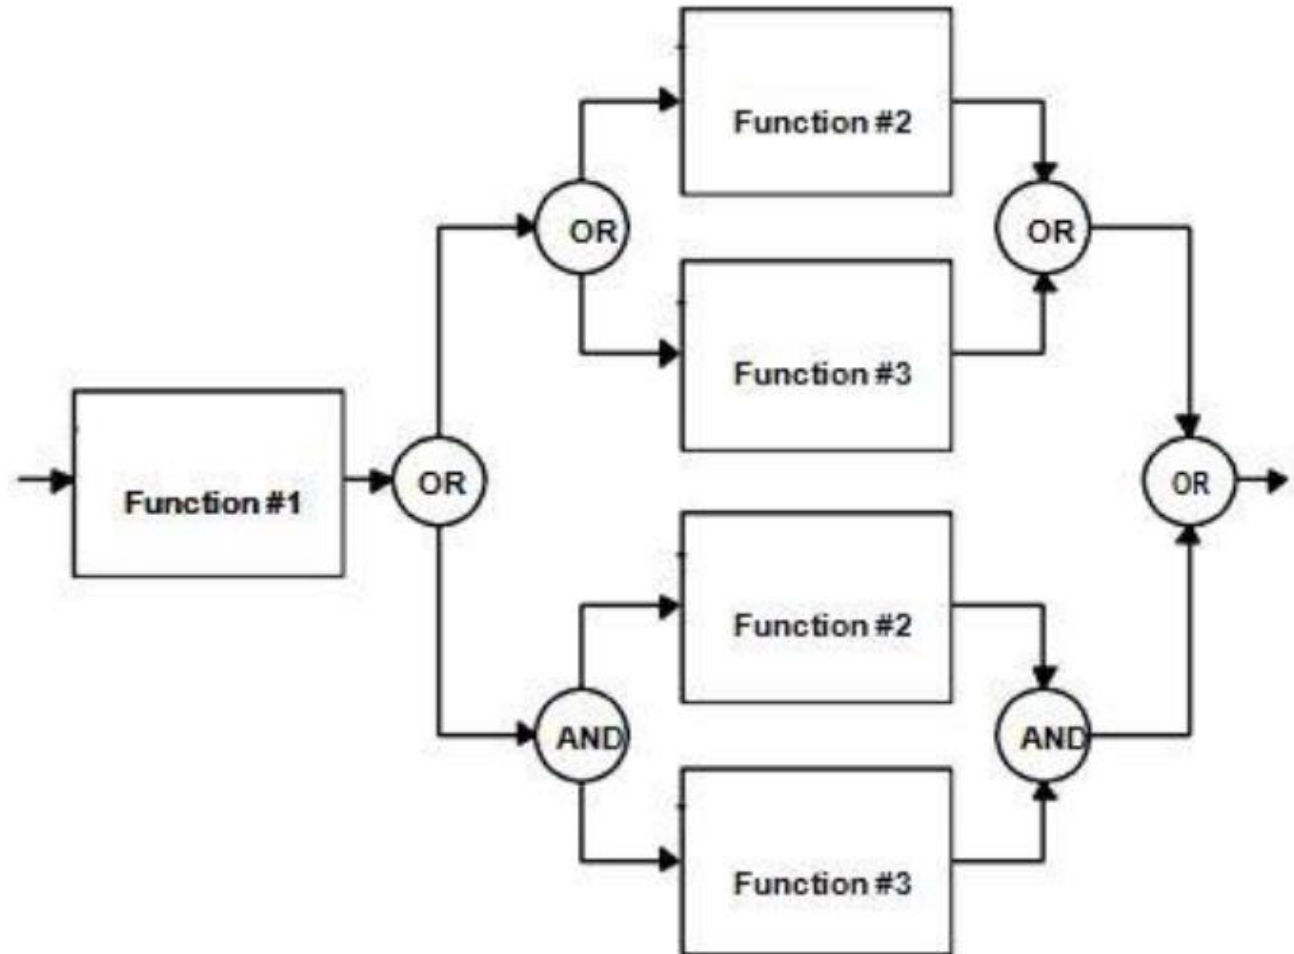 Function #2
OR
OR
Function #3
Function #1
OR
OR
Function #2
AND
AND
Function #3